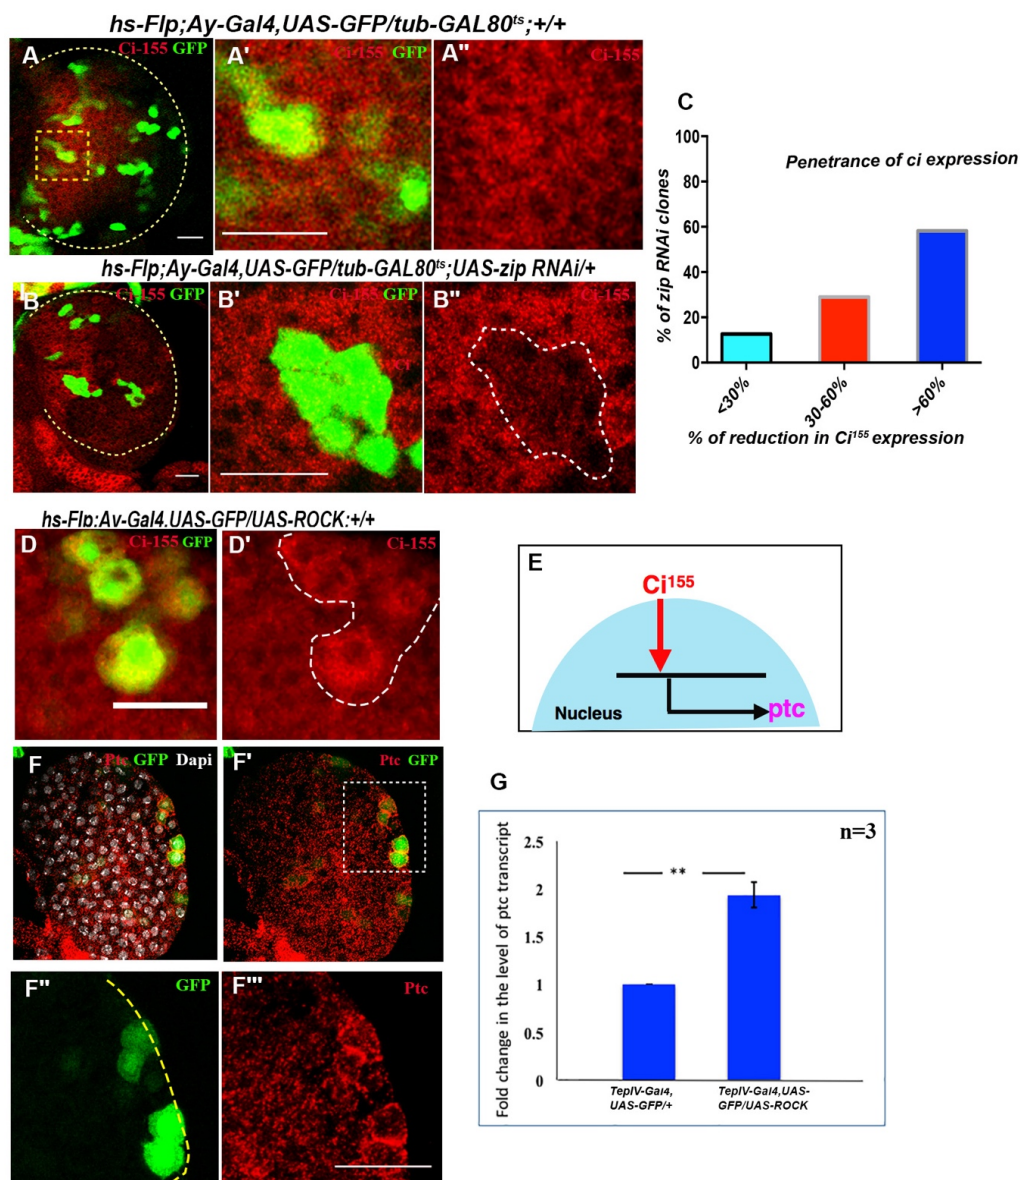 hs-Flp;Ay-Gal4,UAS-GFP/tub-GAL80ts;+/+
A Ci-155 GFP
A'
A" Ci-155
hs-Flp;Ay-Gal4,UAS-GFP/tub-GAL80ts;UAS-zip RNAi/+
B Ci-155 GFP
B' Ci-155 GFP
B" Ci-155
C
Penetrance of ci expression
% of zip RNAi clones
100
80
60
40
20
0
<30%
30-60%
>60%
% of reduction in Ci155 expression
hs-Flp;Ay-Gal4,UAS-GFP/UAS-ROCK;+/+
D Ci-155 GFP
D' Ci-155
E
Ci155
Nucleus
ptc
F Ptc GFP Dapi
F' Ptc GFP
F" GFP
F"' Ptc
G
n=3
Fold change in the level of ptc transcript
2.5
2
1.5
1
0.5
0
**
TepIV-Gal4,
UAS-GFP/+
TepIV-Gal4,UAS-
GFP/UAS-ROCK